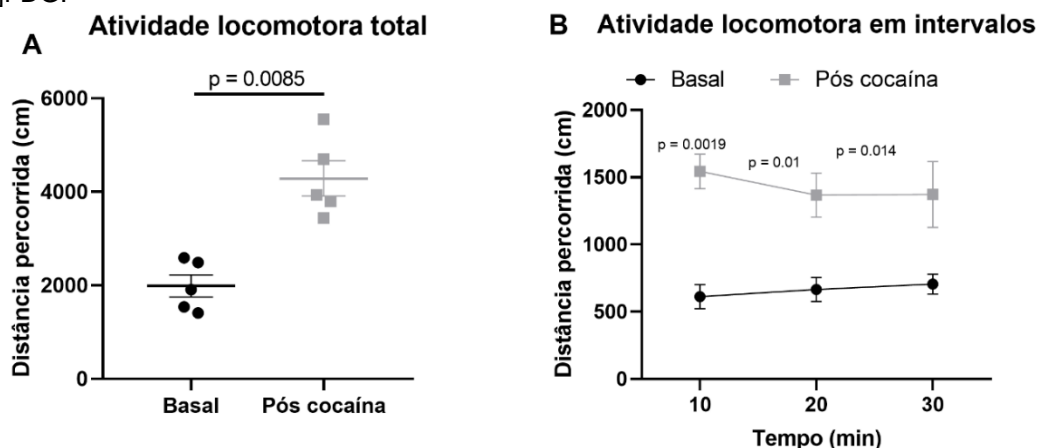 A
Atividade locomotora total
p = 0.0085
Distância percorrida (cm)
6000
4000
2000
0
Basal
Pós cocaína
B
Atividade locomotora em intervalos
Basal
Pós cocaína
Distância percorrida (cm)
2000
1500
1000
500
0
p = 0.0019
p = 0.01
p = 0.014
10
20
30
Tempo (min)